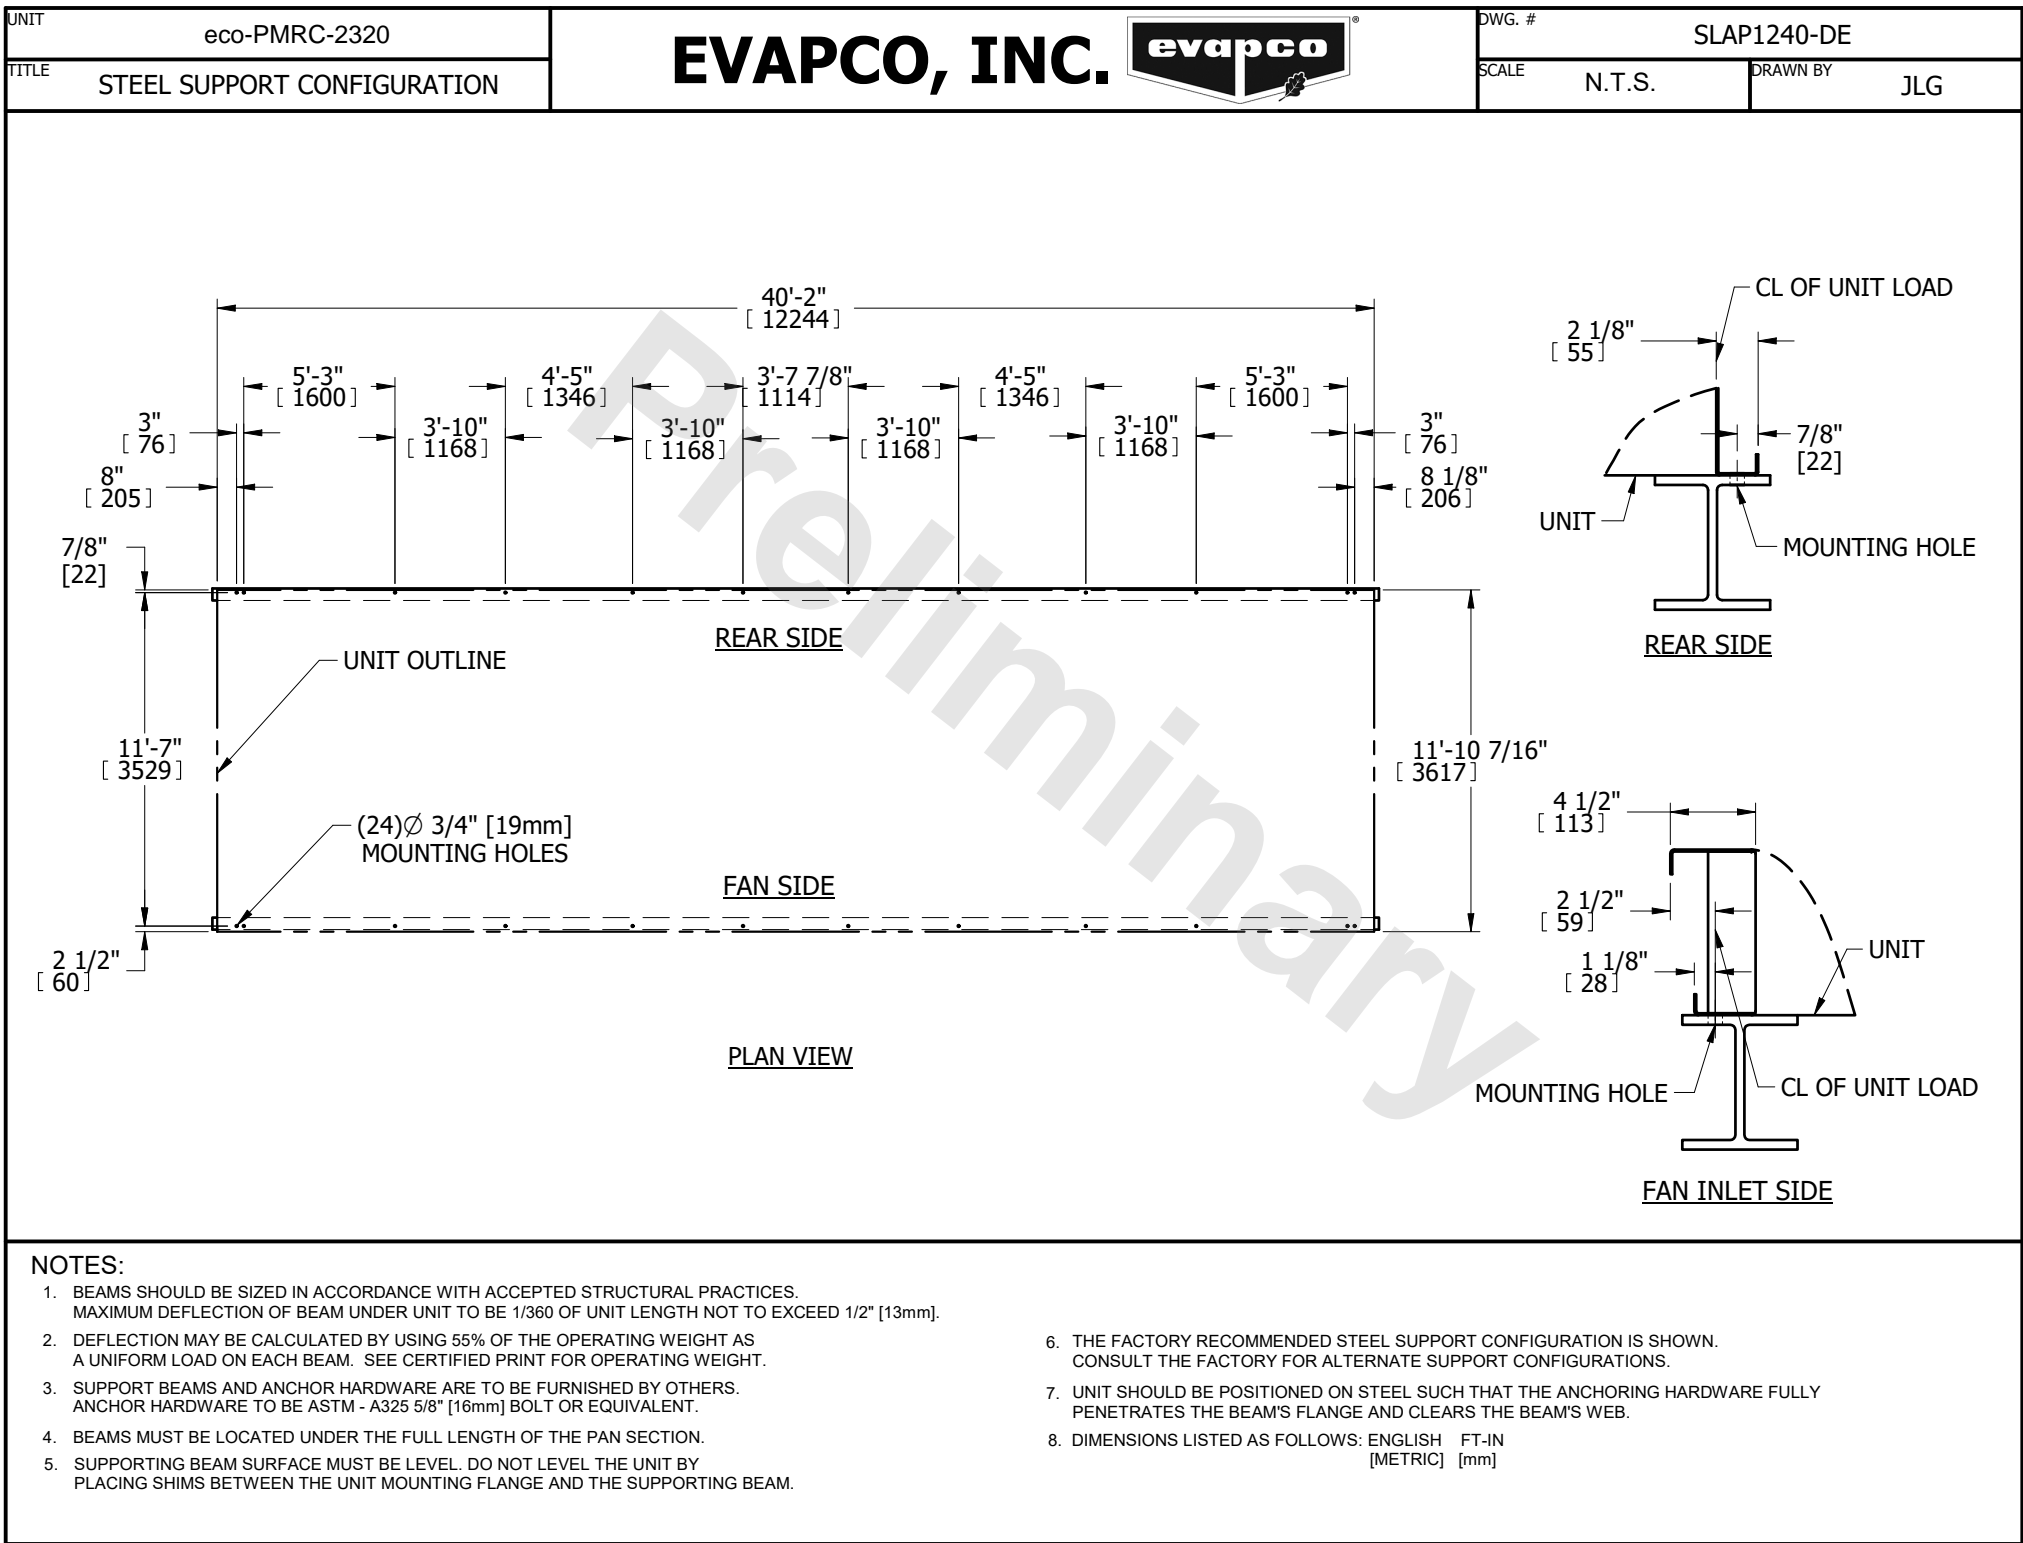 UNIT
eco-PMRC-2320
TITLE
STEEL SUPPORT CONFIGURATION
EVAPCO, INC.
evapco
®
DWG. #
SLAP1240-DE
SCALE
N.T.S.
DRAWN BY
JLG
40'-2"
[ 12244 ]
5'-3"
[ 1600 ]
4'-5"
[ 1346 ]
3'-7 7/8"
[ 1114 ]
4'-5"
[ 1346 ]
5'-3"
[ 1600 ]
3"
[ 76 ]
3'-10"
[ 1168 ]
3'-10"
[ 1168 ]
3'-10"
[ 1168 ]
3'-10"
[ 1168 ]
3"
[ 76 ]
8"
[ 205 ]
8 1/8"
[ 206 ]
7/8"
[22]
REAR SIDE
UNIT OUTLINE
11'-7"
[ 3529 ]
11'-10 7/16"
[ 3617 ]
(24)Ø 3/4" [19mm]
MOUNTING HOLES
FAN SIDE
2 1/2"
[ 60 ]
PLAN VIEW
CL OF UNIT LOAD
2 1/8"
[ 55 ]
7/8"
[22]
UNIT
MOUNTING HOLE
REAR SIDE
4 1/2"
[ 113 ]
2 1/2"
[ 59 ]
1 1/8"
[ 28 ]
UNIT
MOUNTING HOLE
CL OF UNIT LOAD
FAN INLET SIDE
Preliminary
NOTES:
1. BEAMS SHOULD BE SIZED IN ACCORDANCE WITH ACCEPTED STRUCTURAL PRACTICES.
MAXIMUM DEFLECTION OF BEAM UNDER UNIT TO BE 1/360 OF UNIT LENGTH NOT TO EXCEED 1/2" [13mm].
2. DEFLECTION MAY BE CALCULATED BY USING 55% OF THE OPERATING WEIGHT AS
A UNIFORM LOAD ON EACH BEAM. SEE CERTIFIED PRINT FOR OPERATING WEIGHT.
3. SUPPORT BEAMS AND ANCHOR HARDWARE ARE TO BE FURNISHED BY OTHERS.
ANCHOR HARDWARE TO BE ASTM - A325 5/8" [16mm] BOLT OR EQUIVALENT.
4. BEAMS MUST BE LOCATED UNDER THE FULL LENGTH OF THE PAN SECTION.
5. SUPPORTING BEAM SURFACE MUST BE LEVEL. DO NOT LEVEL THE UNIT BY
PLACING SHIMS BETWEEN THE UNIT MOUNTING FLANGE AND THE SUPPORTING BEAM.
6. THE FACTORY RECOMMENDED STEEL SUPPORT CONFIGURATION IS SHOWN.
CONSULT THE FACTORY FOR ALTERNATE SUPPORT CONFIGURATIONS.
7. UNIT SHOULD BE POSITIONED ON STEEL SUCH THAT THE ANCHORING HARDWARE FULLY
PENETRATES THE BEAM'S FLANGE AND CLEARS THE BEAM'S WEB.
8. DIMENSIONS LISTED AS FOLLOWS: ENGLISH FT-IN
[METRIC] [mm]